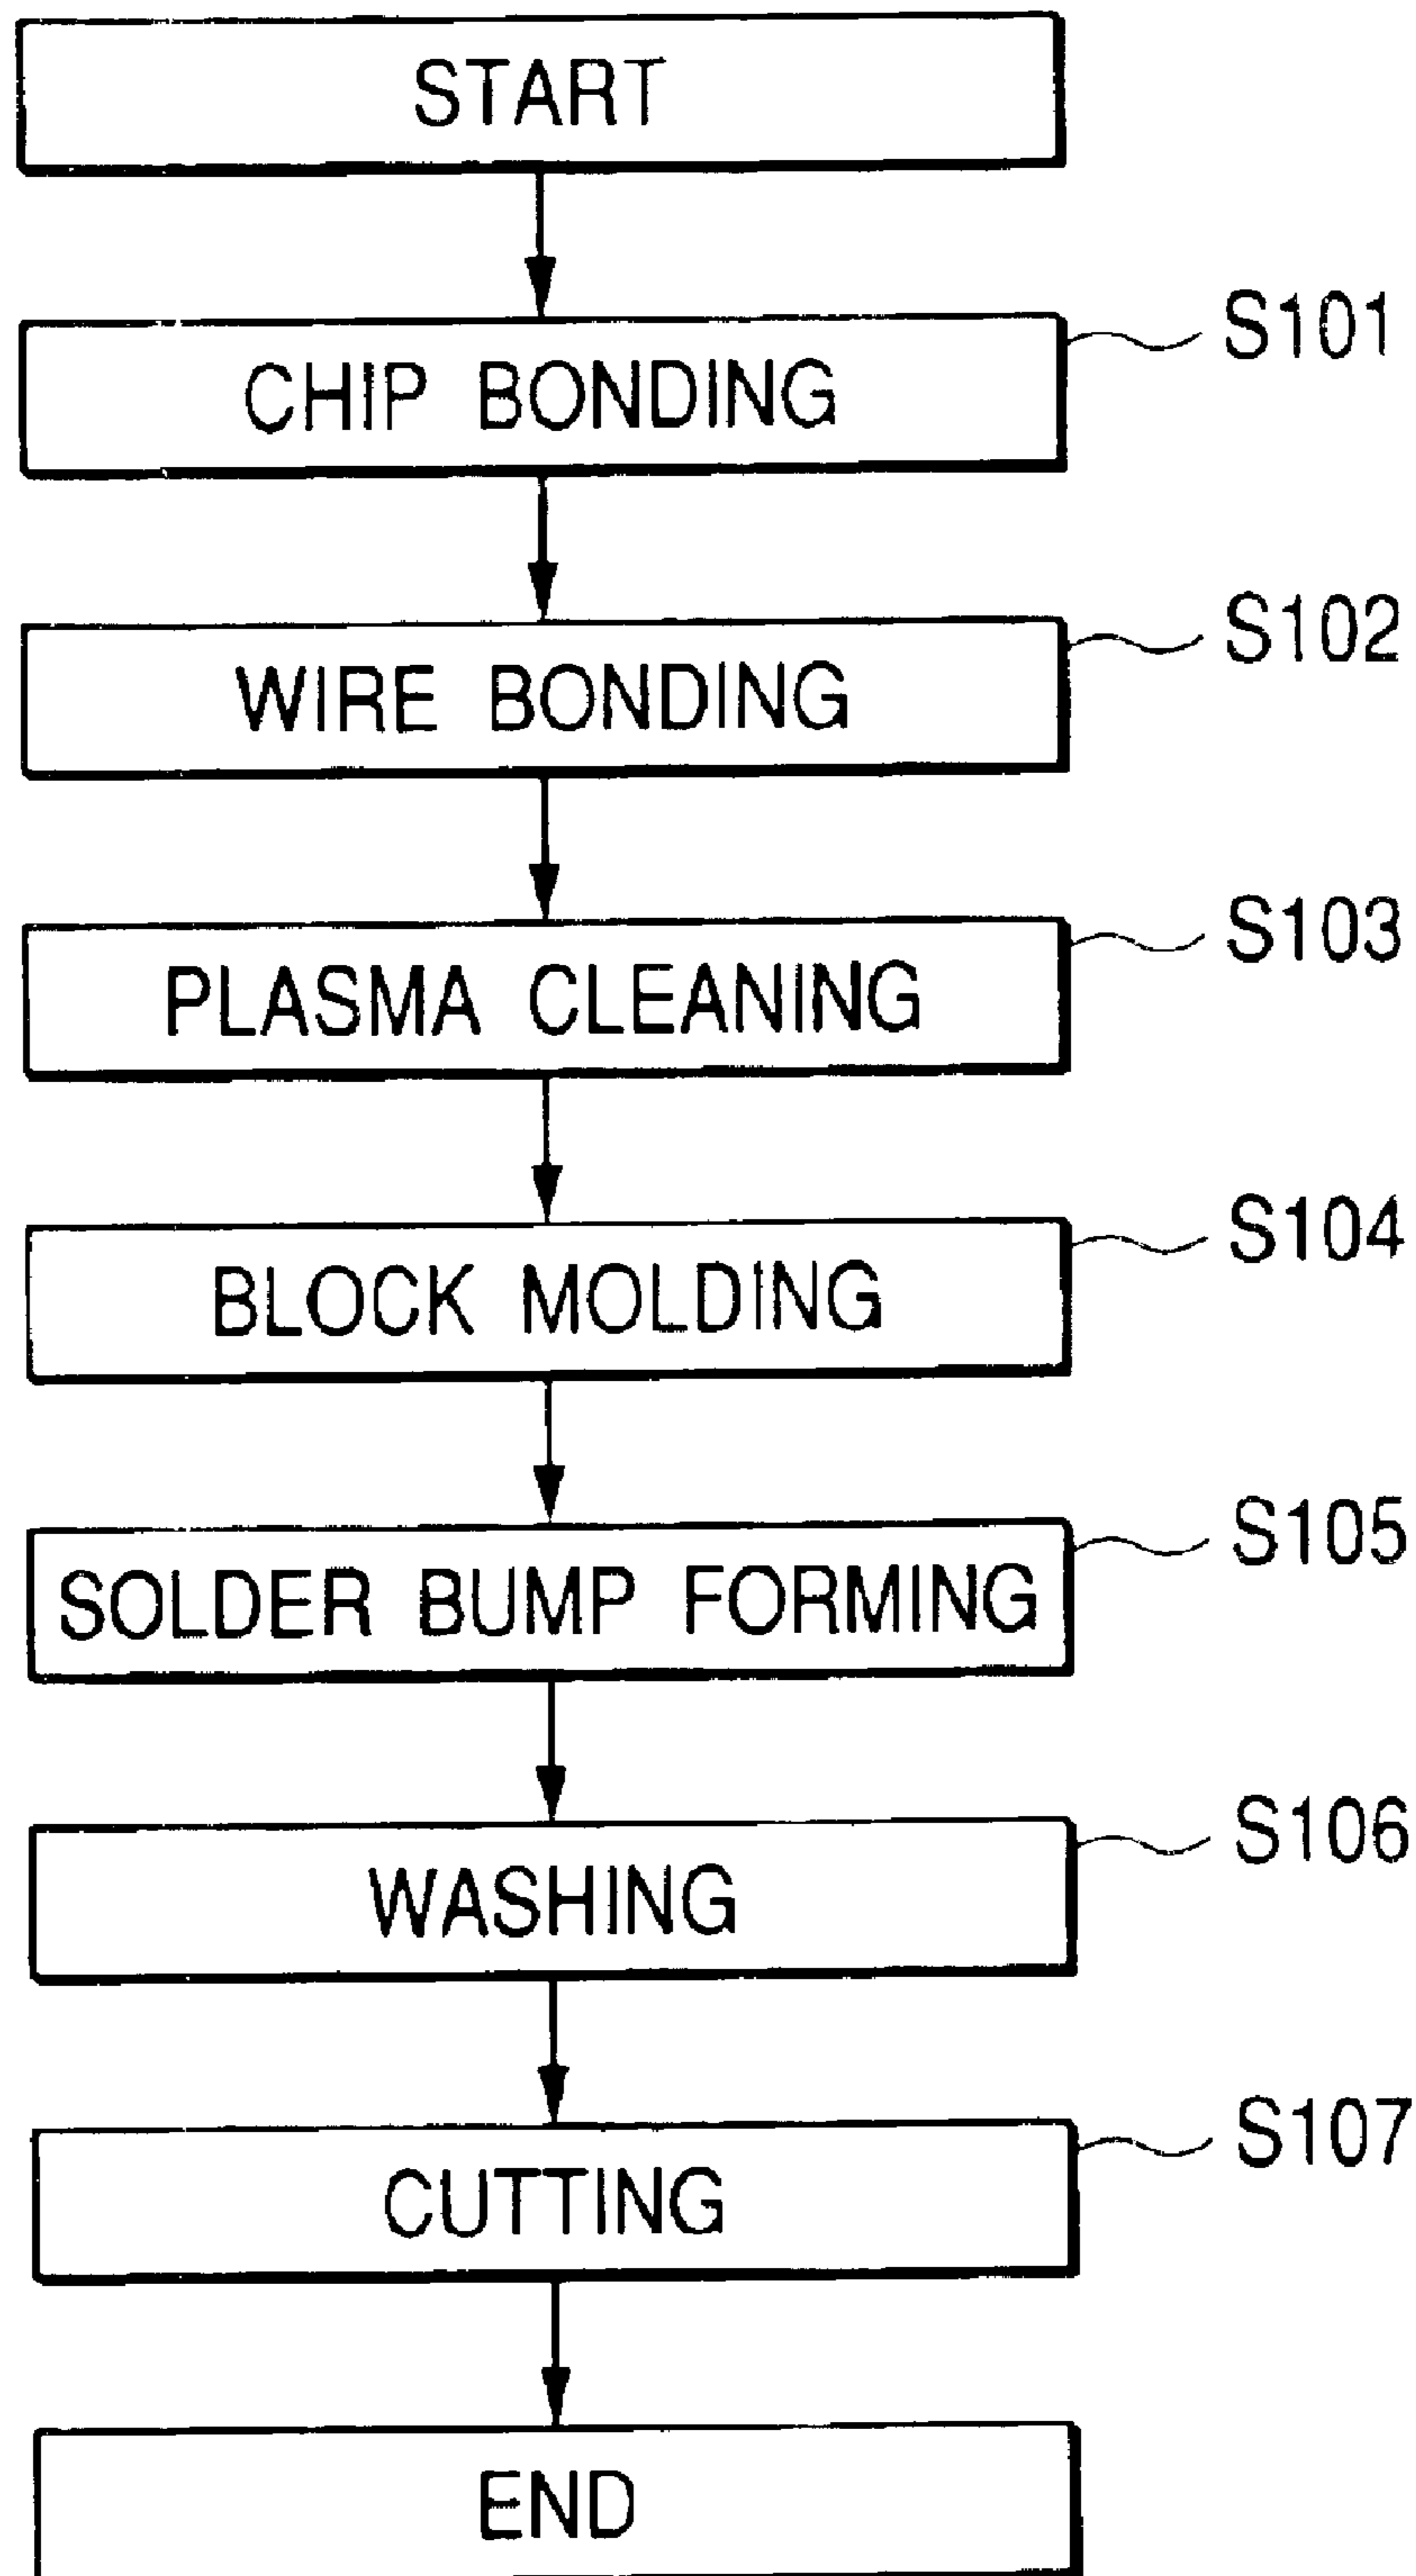 START
CHIP BONDING
S101
WIRE BONDING
S102
PLASMA CLEANING
S103
BLOCK MOLDING
S104
SOLDER BUMP FORMING
S105
WASHING
S106
CUTTING
S107
END